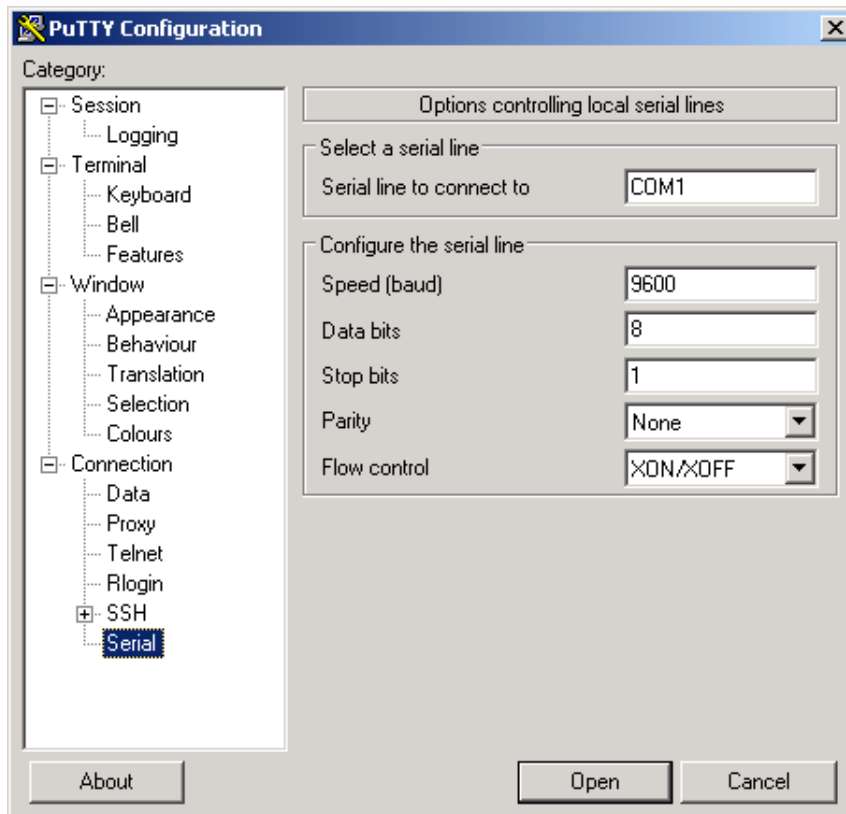 PuTTY Configuration
Category:
Session
Logging
Terminal
Keyboard
Bell
Features
Window
Appearance
Behaviour
Translation
Selection
Colours
Connection
Data
Proxy
Telnet
Rlogin
SSH
Serial
Options controlling local serial lines
Select a serial line
Serial line to connect to COM1
Configure the serial line
Speed (baud) 9600
Data bits 8
Stop bits 1
Parity None
Flow control XON/XOFF
About Open Cancel